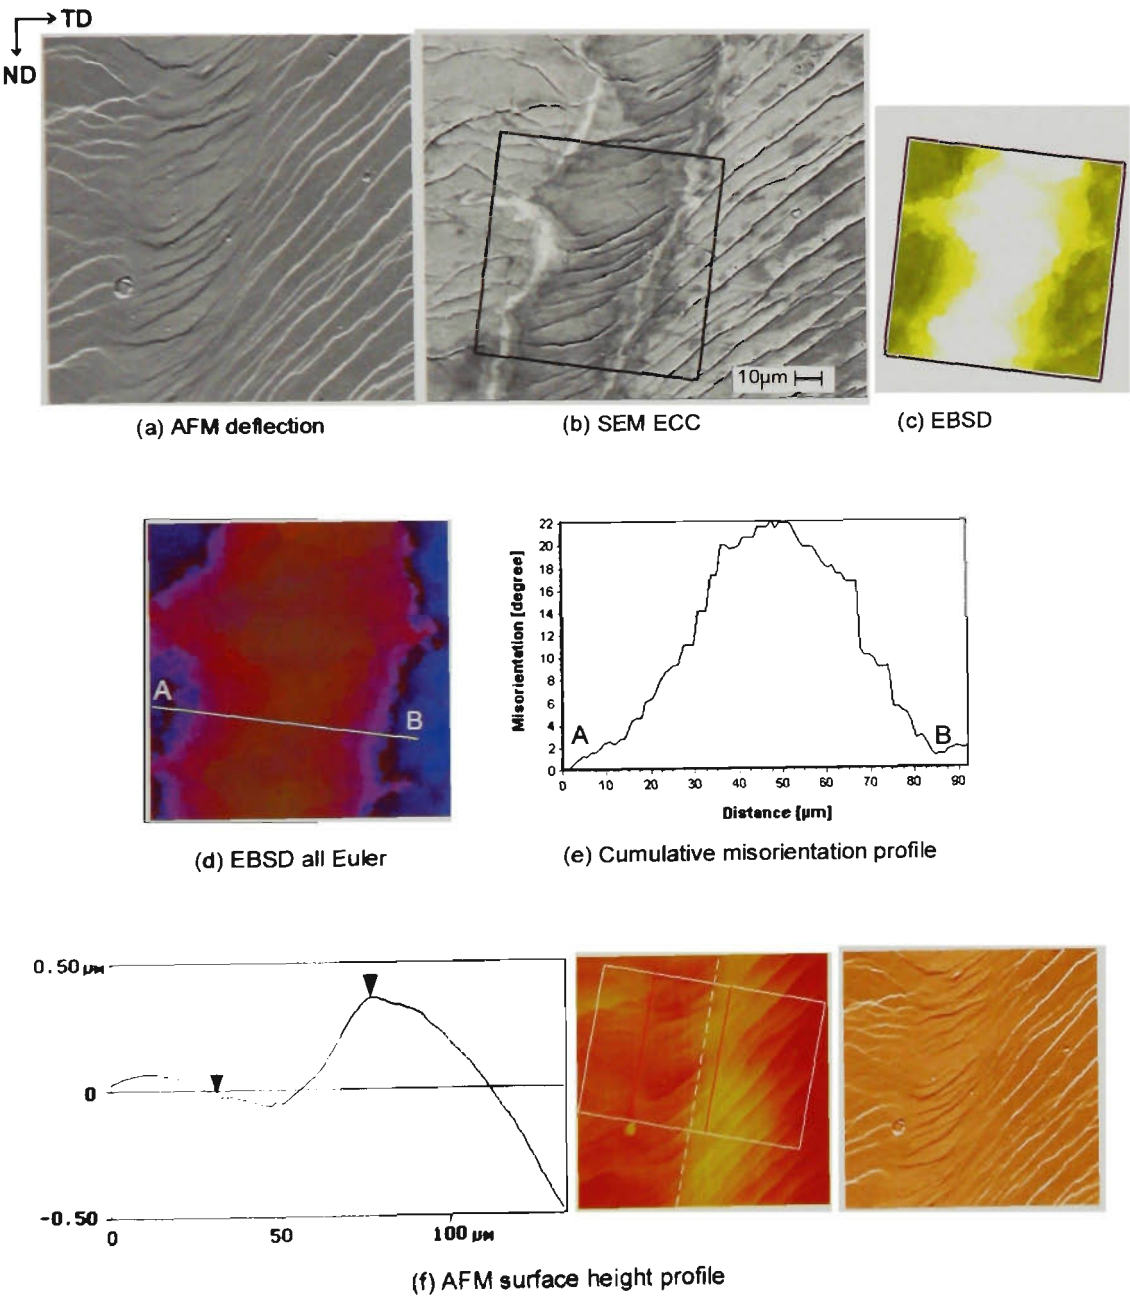 TD
ND
10µm
(a) AFM deflection
(b) SEM ECC
(c) EBSD
A
B
(d) EBSD all Euler
22
20
18
16
14
12
10
8
6
4
2
0
Misorientation [degree]
A
B
0
10
20
30
40
50
60
70
80
90
Distance [µm]
(e) Cumulative misorientation profile
0.50 µM
0
-0.50
0
50
100 µM
(f) AFM surface height profile